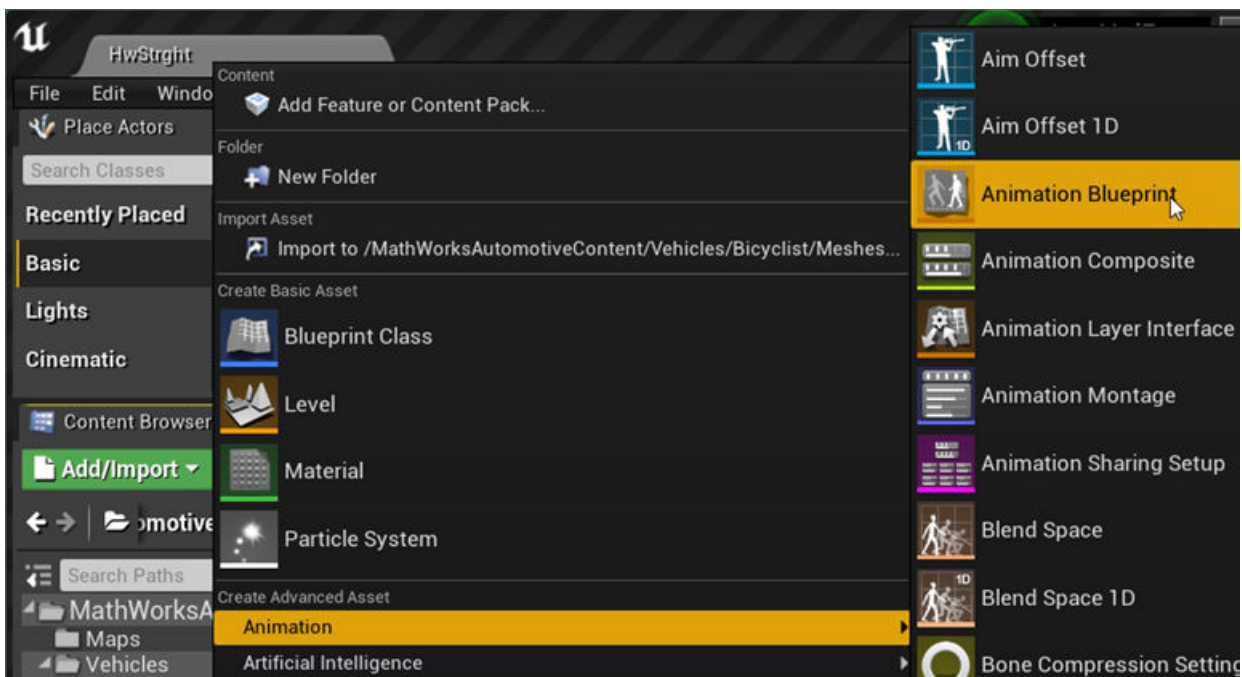 HwStrght
File Edit Windo
Place Actors
Search Classes
Recently Placed
Basic
Lights
Cinematic
Content Browser
Add/Import
omotive
Search Paths
MathWorksA
Maps
Vehicles
Content
Add Feature or Content Pack...
Folder
New Folder
Import Asset
Import to /MathWorksAutomotiveContent/Vehicles/Bicyclist/Meshes...
Create Basic Asset
Blueprint Class
Level
Material
Particle System
Create Advanced Asset
Animation
Artificial Intelligence
Aim Offset
1D
Aim Offset 1D
Animation Blueprint
Animation Composite
Animation Layer Interface
Animation Montage
Animation Sharing Setup
Blend Space
1D
Blend Space 1D
Bone Compression Setting